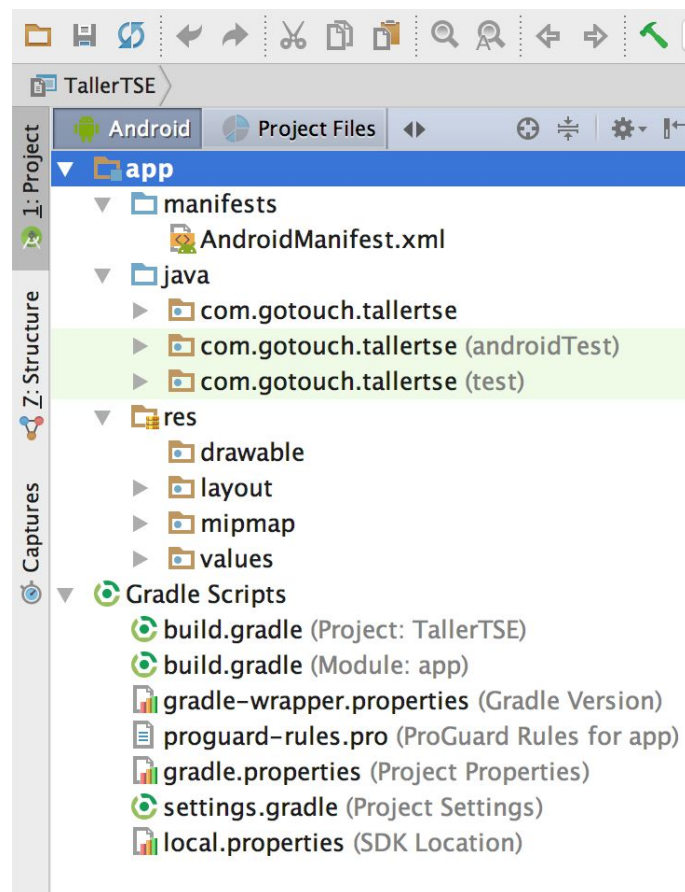 TallerTSE
Android Project Files
1: Project
Z: Structure
Captures
app
manifests
AndroidManifest.xml
java
com.gotouch.tallertse
com.gotouch.tallertse (androidTest)
com.gotouch.tallertse (test)
res
drawable
layout
mipmap
values
Gradle Scripts
build.gradle (Project: TallerTSE)
build.gradle (Module: app)
gradle-wrapper.properties (Gradle Version)
proguard-rules.pro (ProGuard Rules for app)
gradle.properties (Project Properties)
settings.gradle (Project Settings)
local.properties (SDK Location)